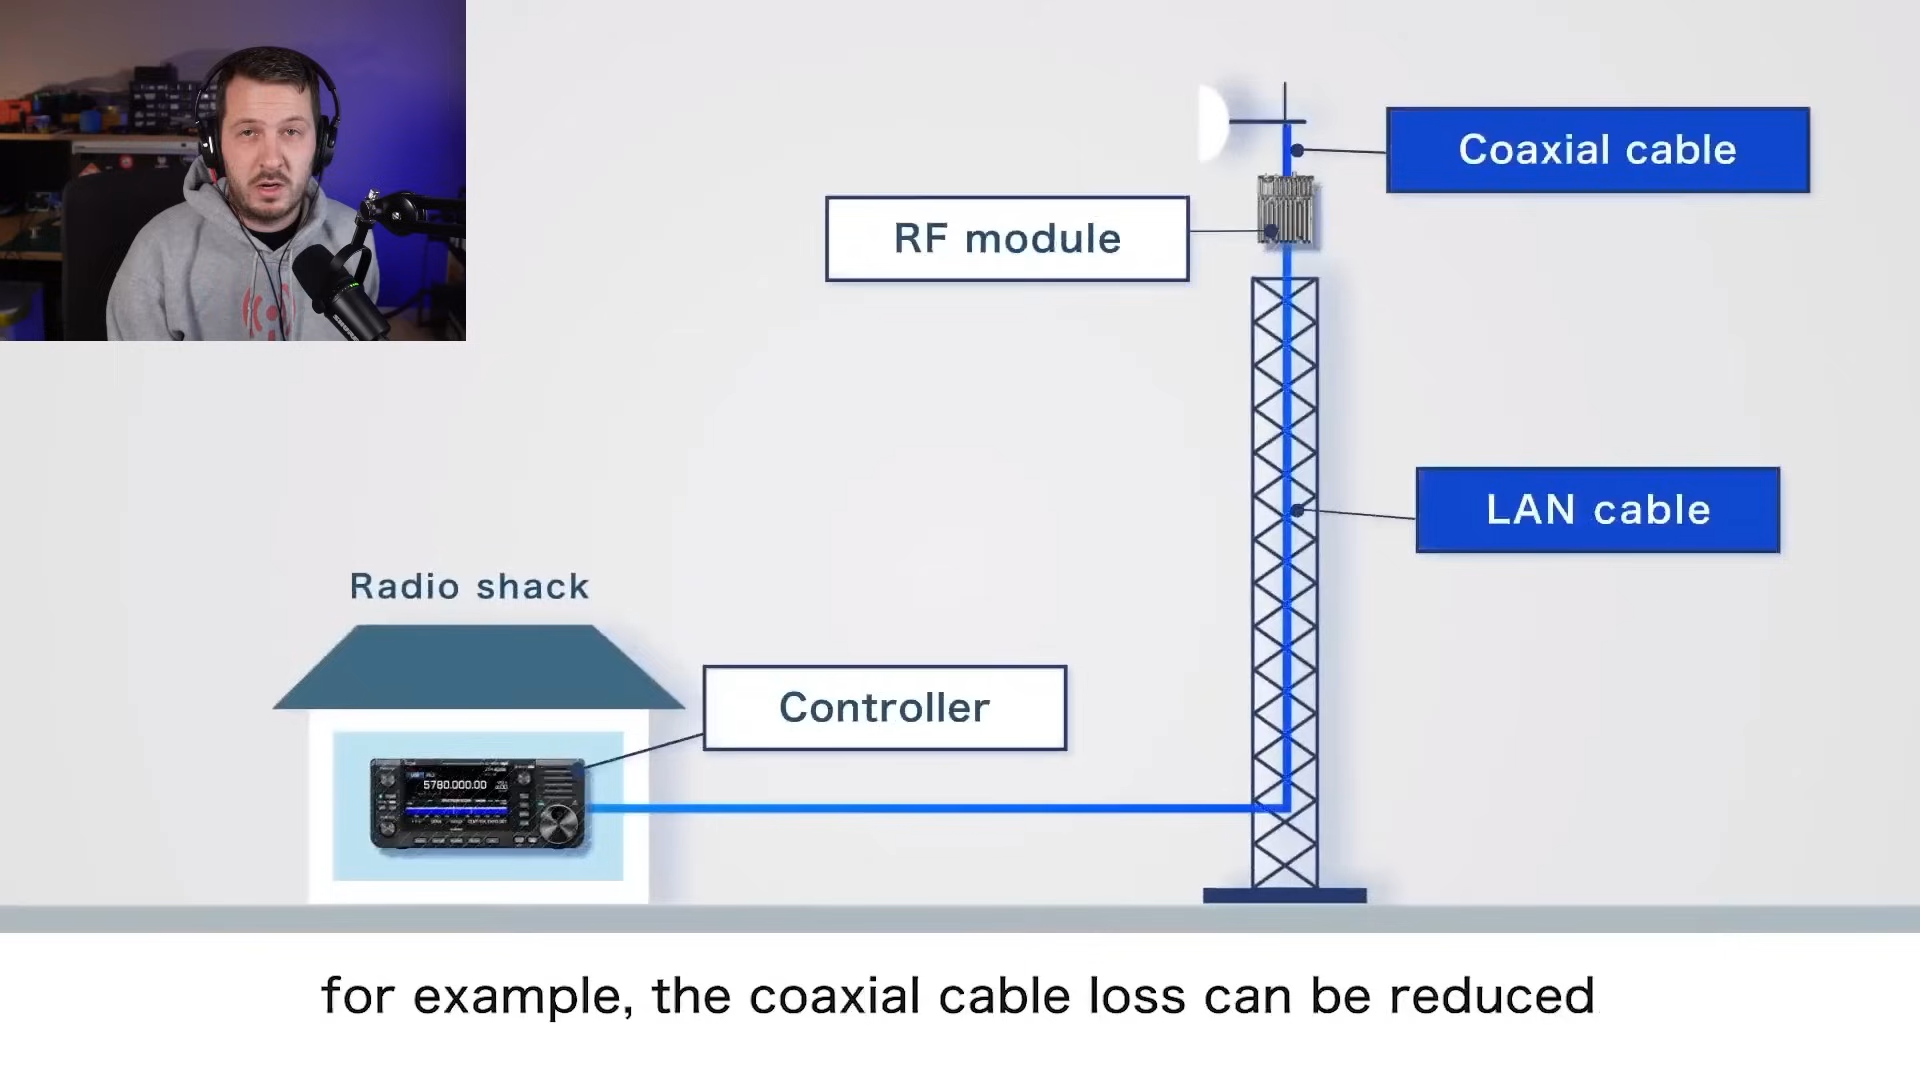 Coaxial cable
RF module
LAN cable
Radio shack
Controller
5780.000.00
for example, the coaxial cable loss can be reduced